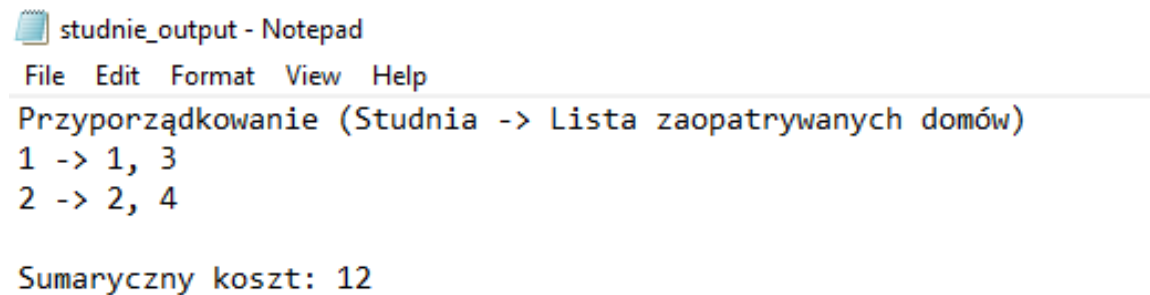 studnie_output - Notepad
File Edit Format View Help
Przyporządkowanie (Studnia -> Lista zaopatrywanych domów)
1 -> 1, 3
2 -> 2, 4
Sumaryczny koszt: 12